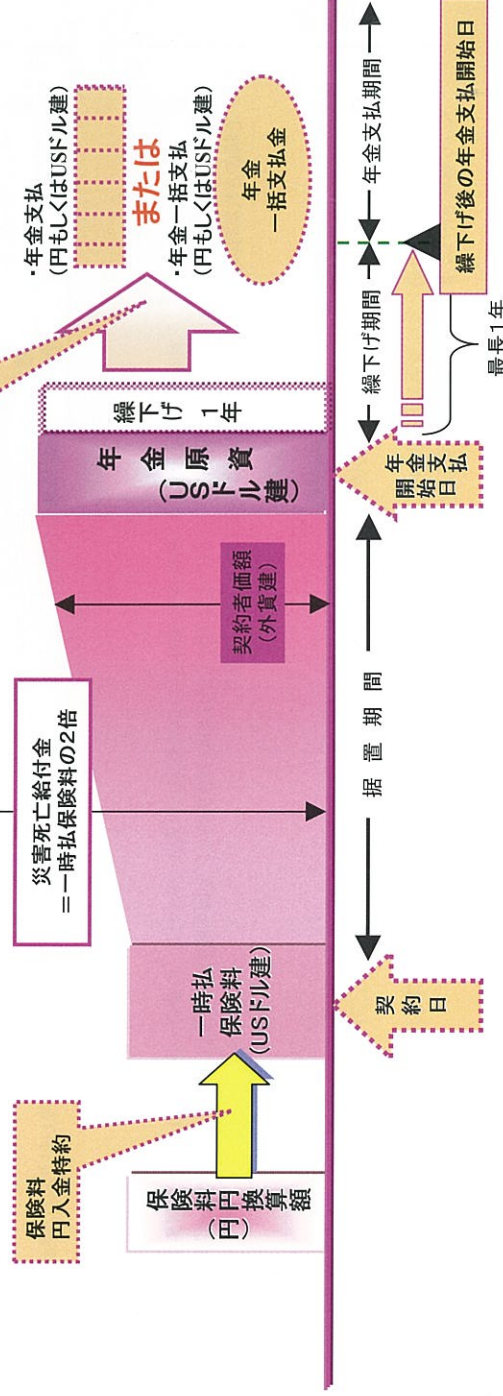 保険料
円入金特約
保険料円換算額
(円)
一時払
保険料
(USドル建)
災害死亡給付金
=一時払保険料の2倍
契約者価額
(外貨建)
年金原資
(USドル建)
繰下げ
1年
・年金支払
(円もしくはUSドル建)
または
・年金一括支払
(円もしくはUSドル建)
年金
一括支払金
契約日
据置期間
年金支払
開始日
繰下げ期間
年金支払期間
繰下げ後の年金支払開始日
最長1年